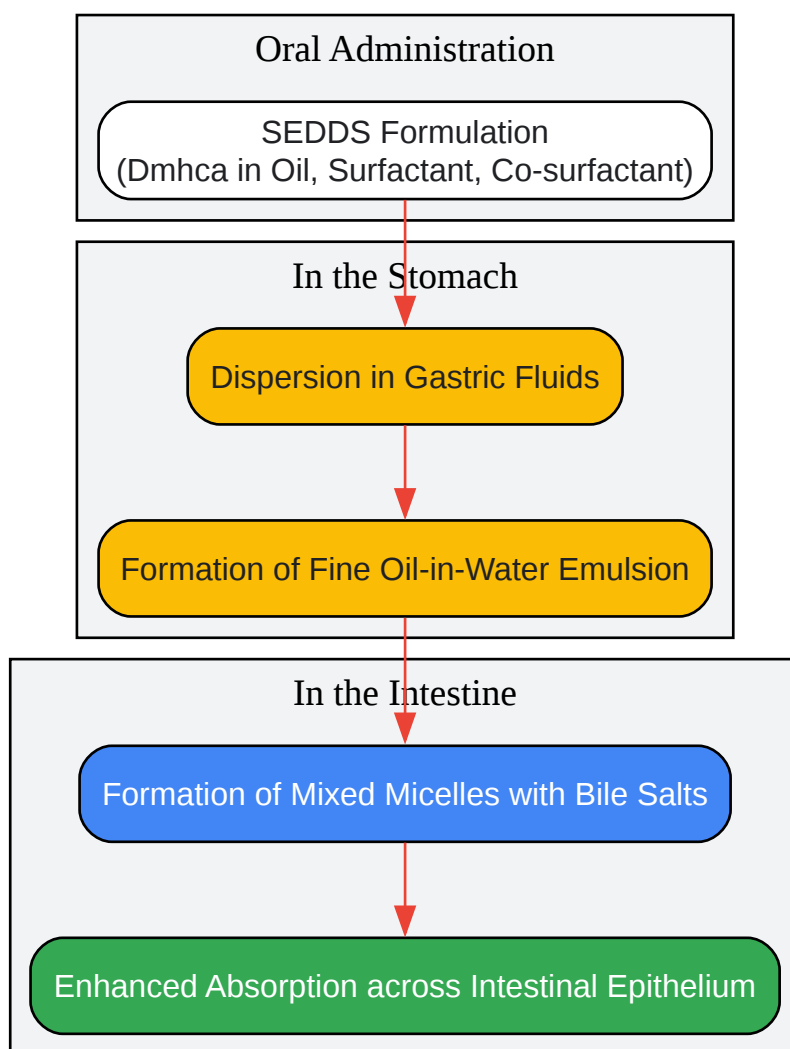 Oral Administration
SEDDS Formulation
(Dmhca in Oil, Surfactant, Co-surfactant)
In the Stomach
Dispersion in Gastric Fluids
Formation of Fine Oil-in-Water Emulsion
In the Intestine
Formation of Mixed Micelles with Bile Salts
Enhanced Absorption across Intestinal Epithelium